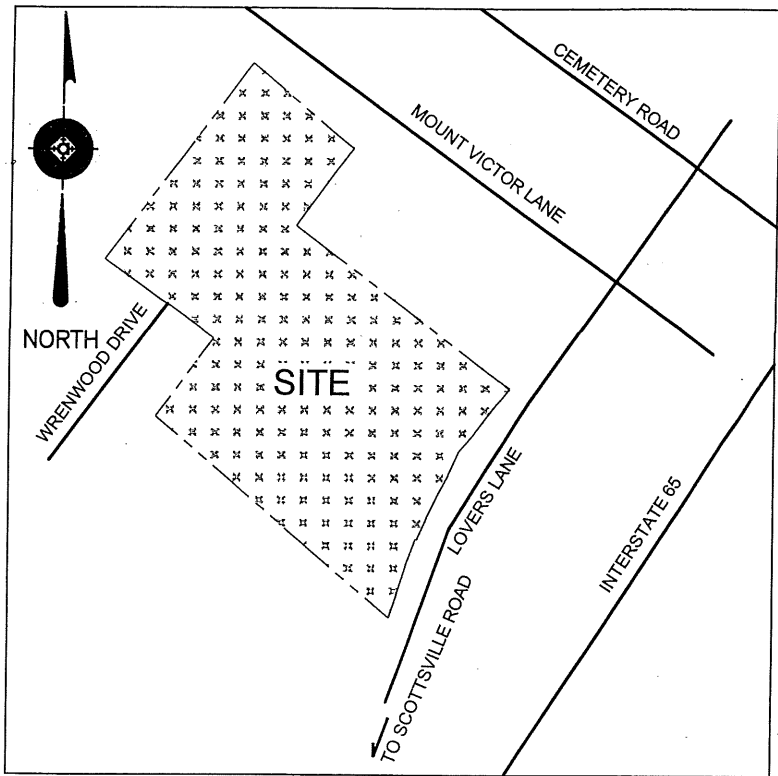 CEMETERY ROAD
MOUNT VICTOR LANE
NORTH
WRENWOOD DRIVE
SITE
LOVERS LANE
INTERSTATE 65
TO SCOTTSVILLE ROAD